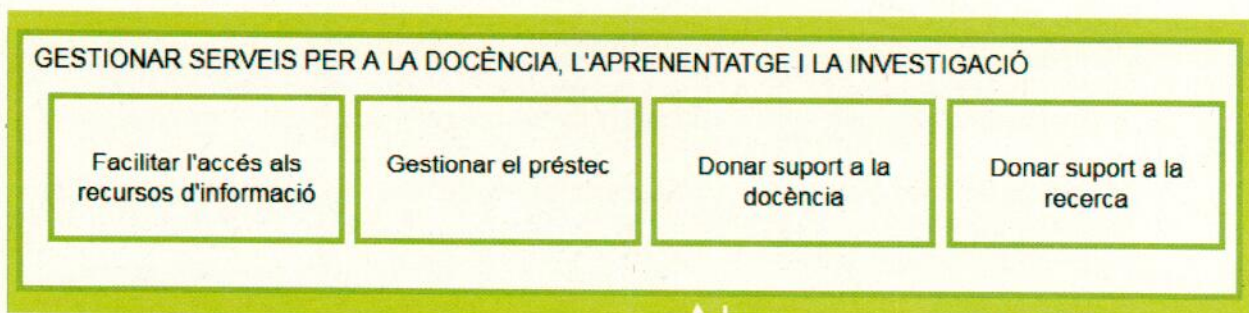 GESTIONAR SERVEIS PER A LA DOCÈNCIA, L'APRENENTATGE I LA INVESTIGACIÓ
Facilitar l'accés als
recursos d'informació
Gestionar el préstec
Donar suport a la
docència
Donar suport a la
recerca